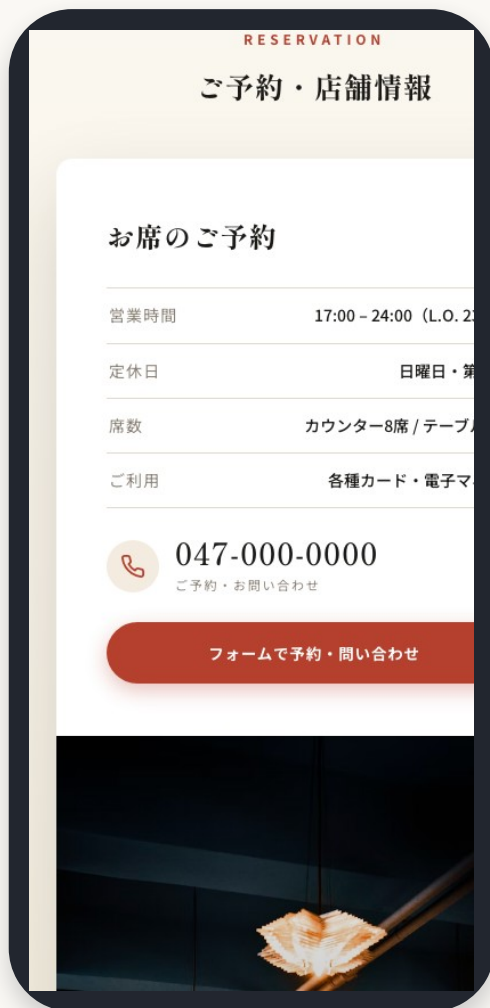 RESERVATION
ご予約・店舗情報
お席のご予約
営業時間 17:00 – 24:00（L.O. 2
定休日 日曜日・第
席数 カウンター8席 / テーブ
ご利用 各種カード・電子マ
047-000-0000
ご予約・お問い合わせ
フォームで予約・問い合わせ